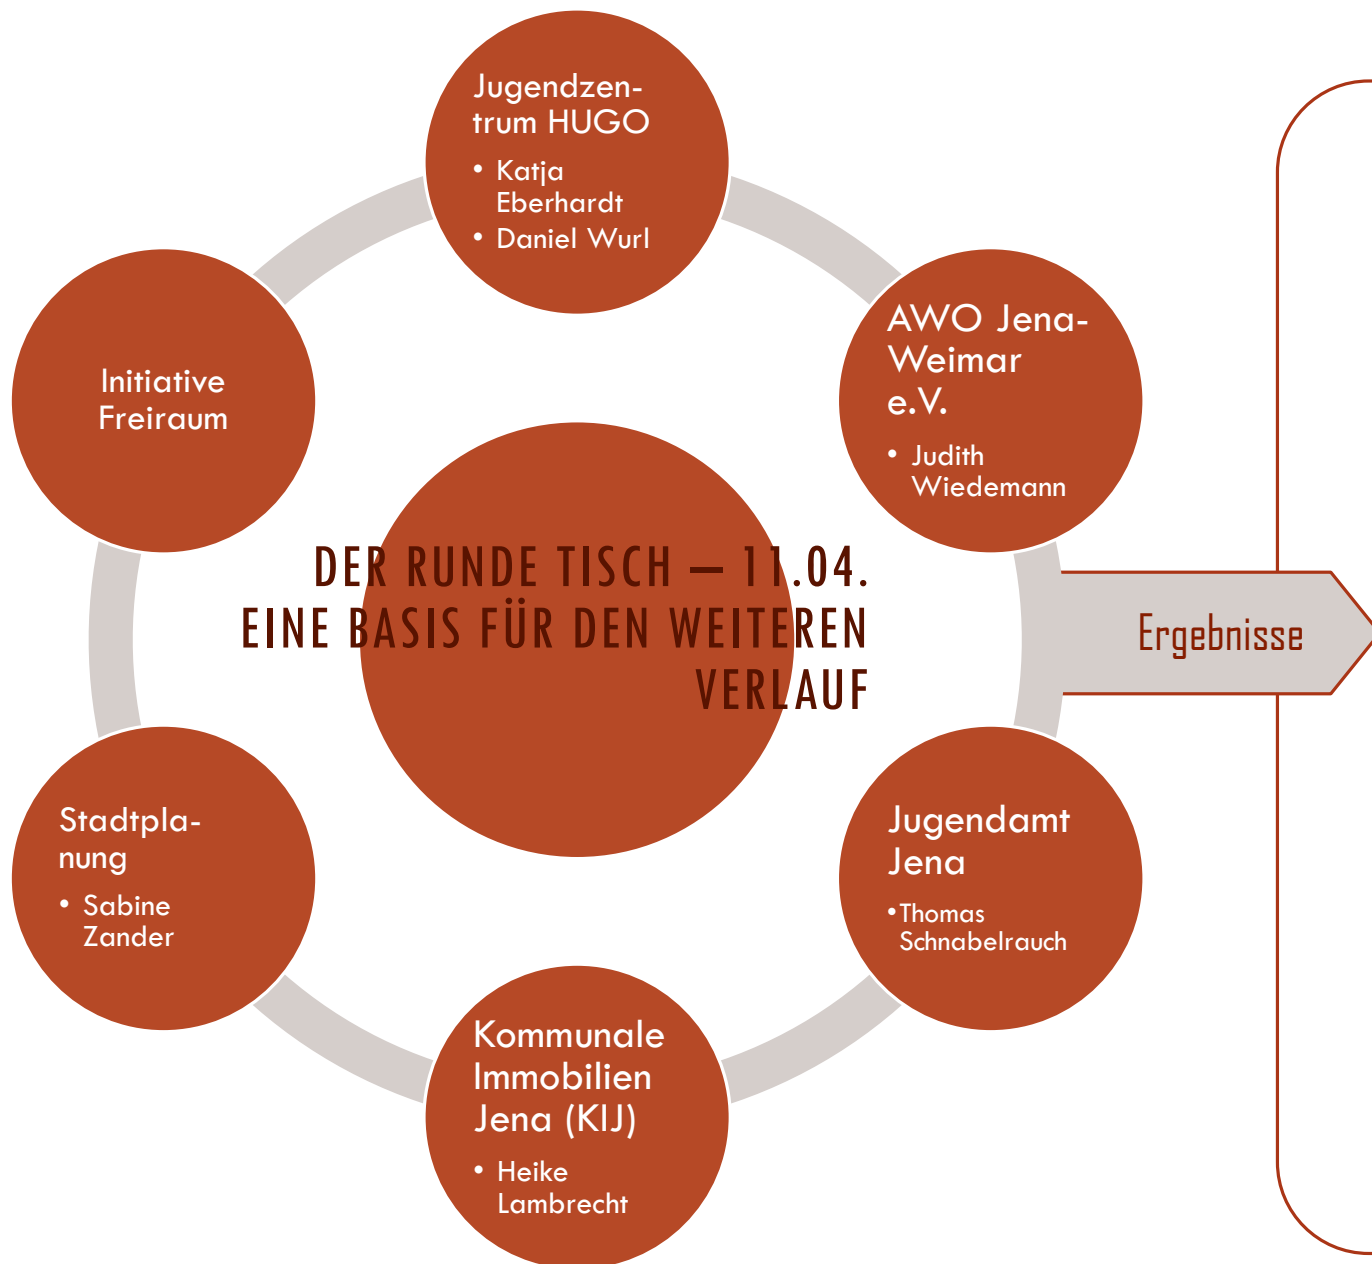 Jugendzen-
trum HUGO
• Katja
Eberhardt
• Daniel Wurl
AWO Jena-
Weimar
e.V.
• Judith
Wiedemann
Initiative
Freiraum
DER RUNDE TISCH – 11.04.
EINE BASIS FÜR DEN WEITEREN
VERLAUF
Ergebnisse
Stadtpla-
nung
• Sabine
Zander
Jugendamt
Jena
• Thomas
Schnabelrauch
Kommunale
Immobilien
Jena (KIJ)
• Heike
Lambrecht